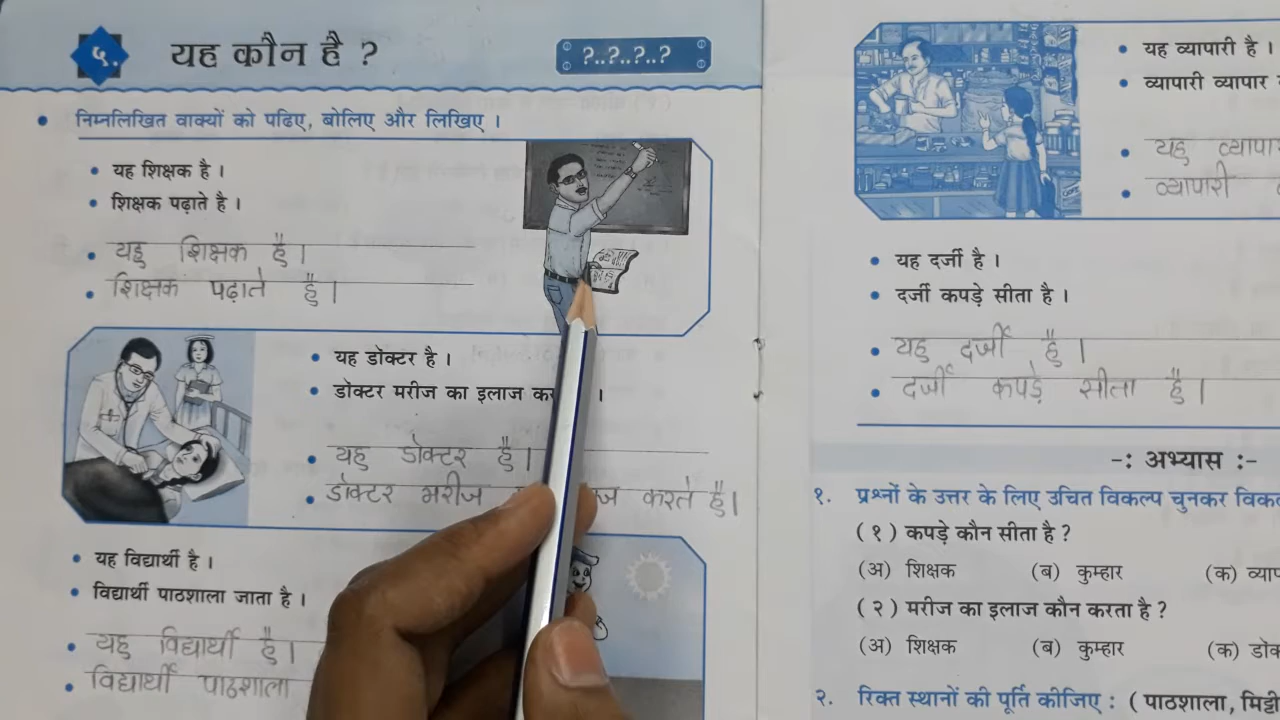 ५. यह कौन है ?
?..?..?..?
निम्नलिखित वाक्यों को पढिए, बोलिए और लिखिए ।
यह शिक्षक है ।
शिक्षक पढ़ाते है ।
यहु शिक्षक है ।
शिक्षक पढ़ाते है ।
यह डॉक्टर है ।
डॉक्टर मरीज का इलाज
यहु डॉक्टर है ।
डॉक्टर मरीज करते है ।
यह विद्यार्थी है ।
विद्यार्थी पाठशाला जाता है ।
यहु विद्यार्थी है ।
विद्यार्थी पाठशाला
यह व्यापारी है ।
व्यापारी व्यापार
यहु
व्यापारी
यह दर्जी है ।
दर्जी कपड़े सीता है ।
यहु दर्जी है ।
दर्जी कपड़े सीता है ।
-: अभ्यास :-
१. प्रश्नों के उत्तर के लिए उचित विकल्प चुनकर
( १ ) कपड़े कौन सीता है ?
(अ) शिक्षक (ब) कुम्हार (क)
( २ ) मरीज का इलाज कौन करता है ?
(अ) शिक्षक (ब) कुम्हार (क)
२. रिक्त स्थानों की पूर्ति कीजिए : ( पाठशाला, मिट्टी